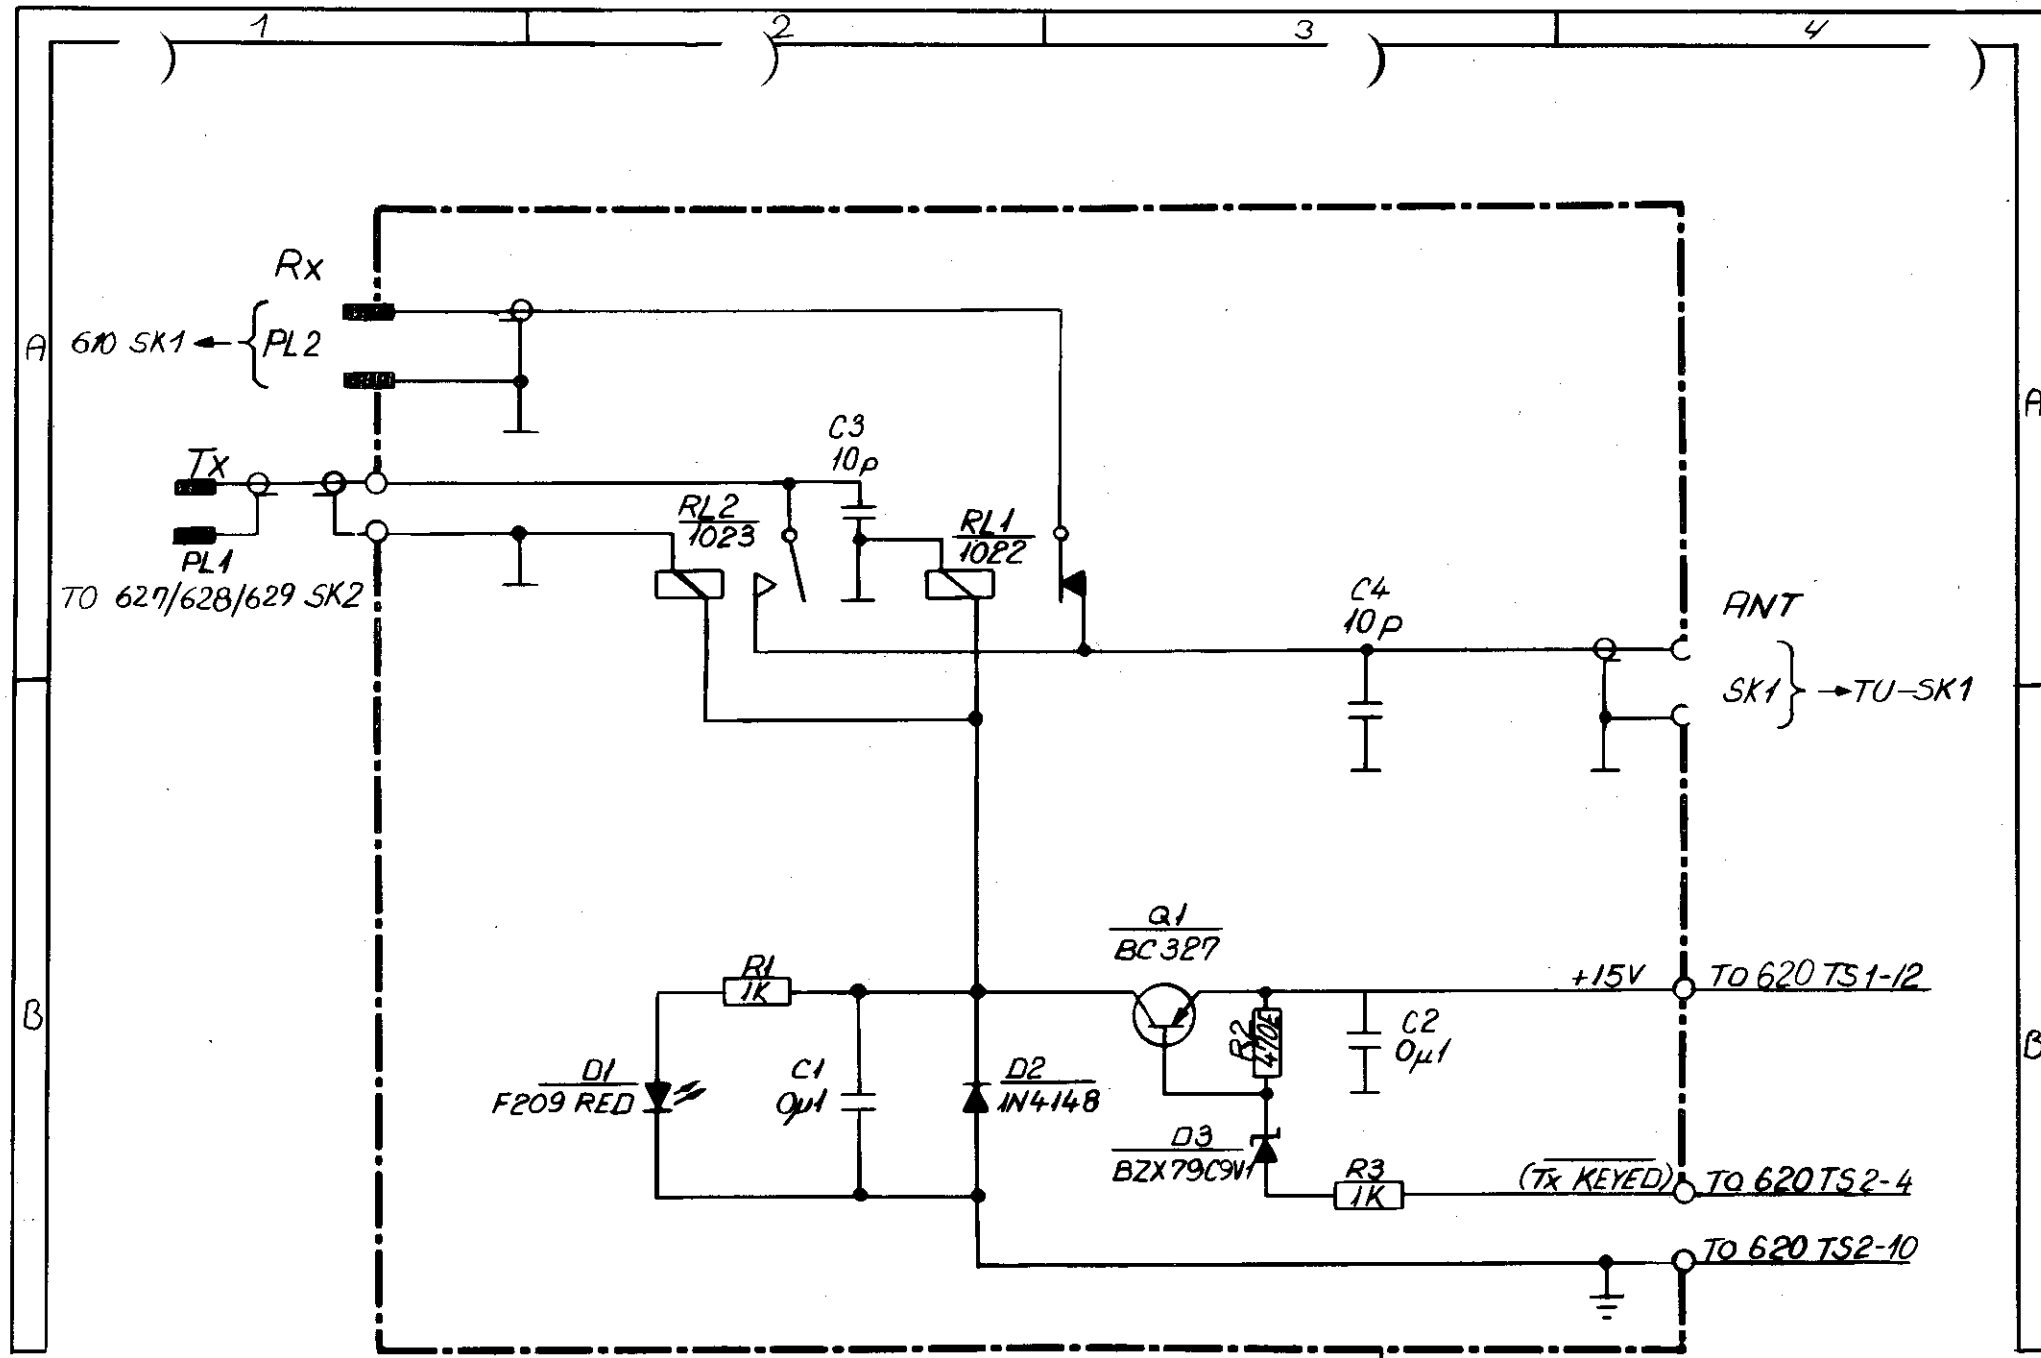 1 2 3 4
A
A
B
B
Rx
610 SK1
PL2
Tx
PL1
TO 627/628/629 SK2
C3
10p
RL2
1023
RL1
1022
C4
10p
ANT
SK1
TU-SK1
Q1
BC327
R1
1K
+15V
TO 620 TS1-12
R2
470E
C2
0µ1
D1
F209 RED
C1
0µ1
D2
1N4148
D3
BZX79C9V1
R3
1K
(Tx KEYED)
TO 620 TS2-4
TO 620 TS2-10